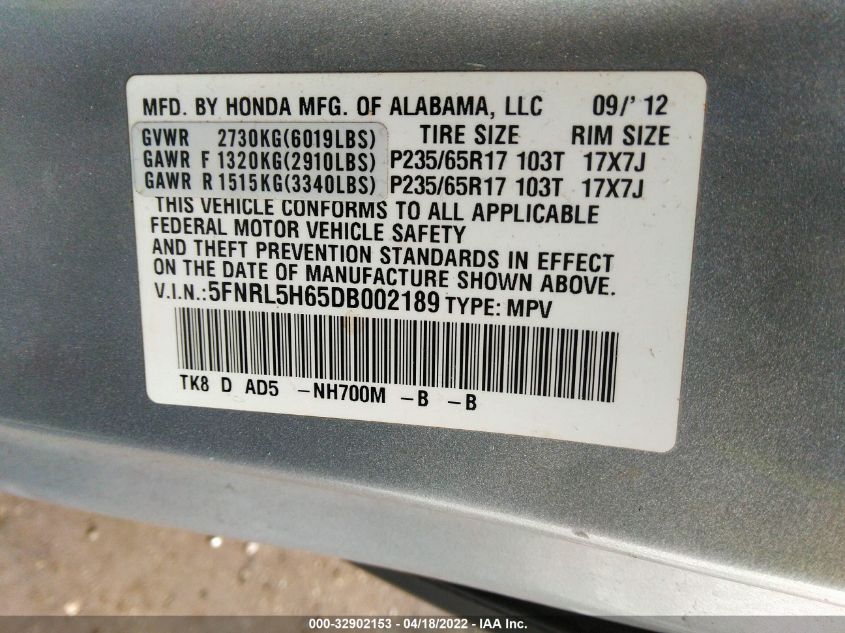 MFD. BY HONDA MFG. OF ALABAMA, LLC 09/' 12
GVWR 2730KG(6019LBS) TIRE SIZE RIM SIZE
GAWR F 1320KG(2910LBS) P235/65R17 103T 17X7J
GAWR R 1515KG(3340LBS) P235/65R17 103T 17X7J
THIS VEHICLE CONFORMS TO ALL APPLICABLE
FEDERAL MOTOR VEHICLE SAFETY
AND THEFT PREVENTION STANDARDS IN EFFECT
ON THE DATE OF MANUFACTURE SHOWN ABOVE.
V.I.N.:5FNRL5H65DB002189 TYPE: MPV
TK8 D AD5 -NH700M -B -B
000-32902153 - 04/18/2022 - IAA Inc.